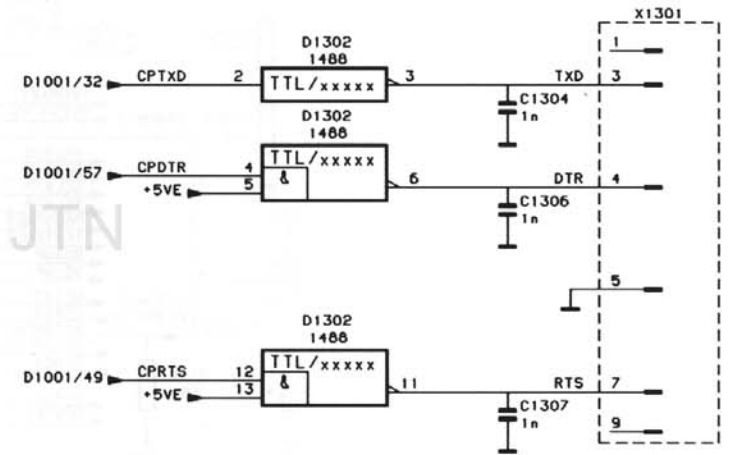 X1301
1
D1302
1488
D1001/32 CPTXD 2 TTL/xxxxx 3 TXD 3
C1304
1n
D1302
1488
D1001/57 CPDTR 4 TTL/xxxxx 6 DTR 4
+5VE 5 &
C1306
1n
JTN
5
D1302
1488
D1001/49 CPRTS 12 TTL/xxxxx 11 RTS 7
+5VE 13 &
C1307
1n
9